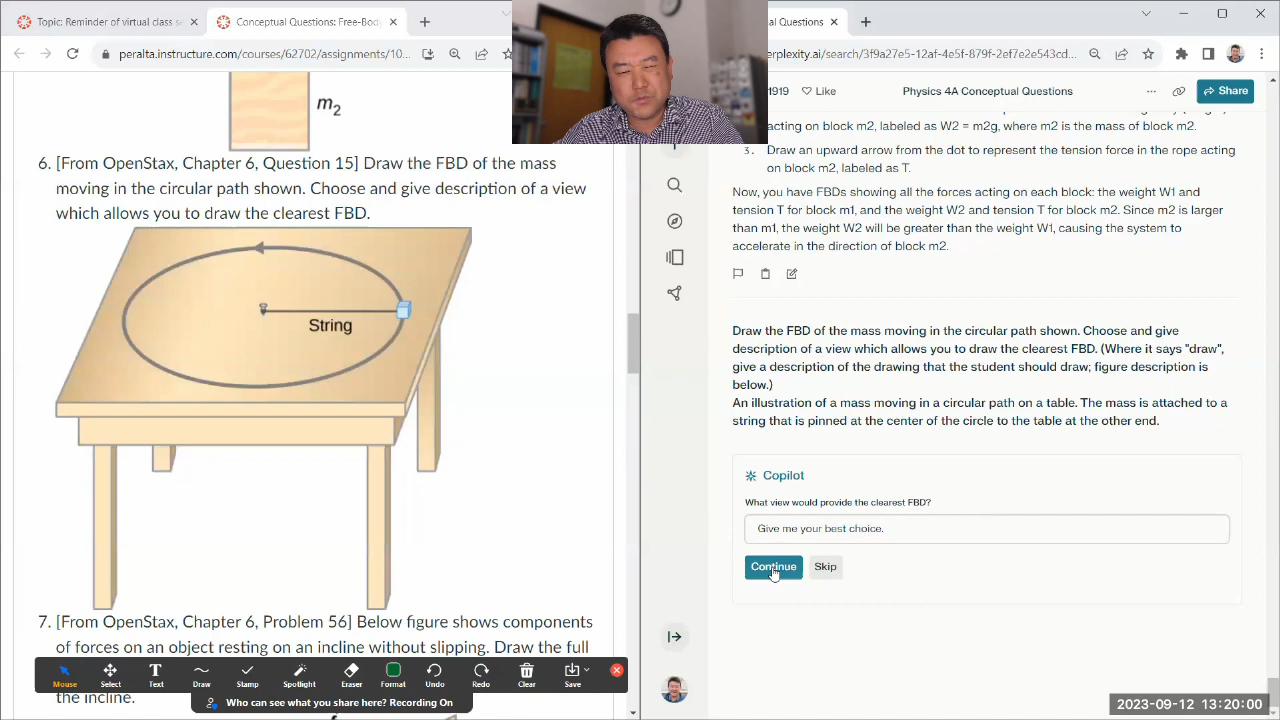 Topic: Reminder of virtual class s
Conceptual Questions: Free-Body
al Questions
peralta.instructure.com/courses/62702/assignments/10...
perplexity.ai/search/3f9a27e5-12af-4e5f-879f-2ef7e2e543cd...
m2
6. [From OpenStax, Chapter 6, Question 15] Draw the FBD of the mass
moving in the circular path shown. Choose and give description of a view
which allows you to draw the clearest FBD.
String
7. [From OpenStax, Chapter 6, Problem 56] Below figure shows components
of forces on an object resting on an incline without slipping. Draw the full
the incline.
Mouse
Select
Text
Draw
Stamp
Spotlight
Eraser
Format
Undo
Redo
Clear
Save
Who can see what you share here? Recording On
1919
Like
Physics 4A Conceptual Questions
Share
acting on block m2, labeled as W2 = m2g, where m2 is the mass of block m2.
3. Draw an upward arrow from the dot to represent the tension force in the rope acting
on block m2, labeled as T.
Now, you have FBDs showing all the forces acting on each block: the weight W1 and
tension T for block m1, and the weight W2 and tension T for block m2. Since m2 is larger
than m1, the weight W2 will be greater than the weight W1, causing the system to
accelerate in the direction of block m2.
Draw the FBD of the mass moving in the circular path shown. Choose and give
description of a view which allows you to draw the clearest FBD. (Where it says "draw",
give a description of the drawing that the student should draw; figure description is
below.)
An illustration of a mass moving in a circular path on a table. The mass is attached to a
string that is pinned at the center of the circle to the table at the other end.
Copilot
What view would provide the clearest FBD?
Give me your best choice.
Continue
Skip
2023-09-12 13:20:00